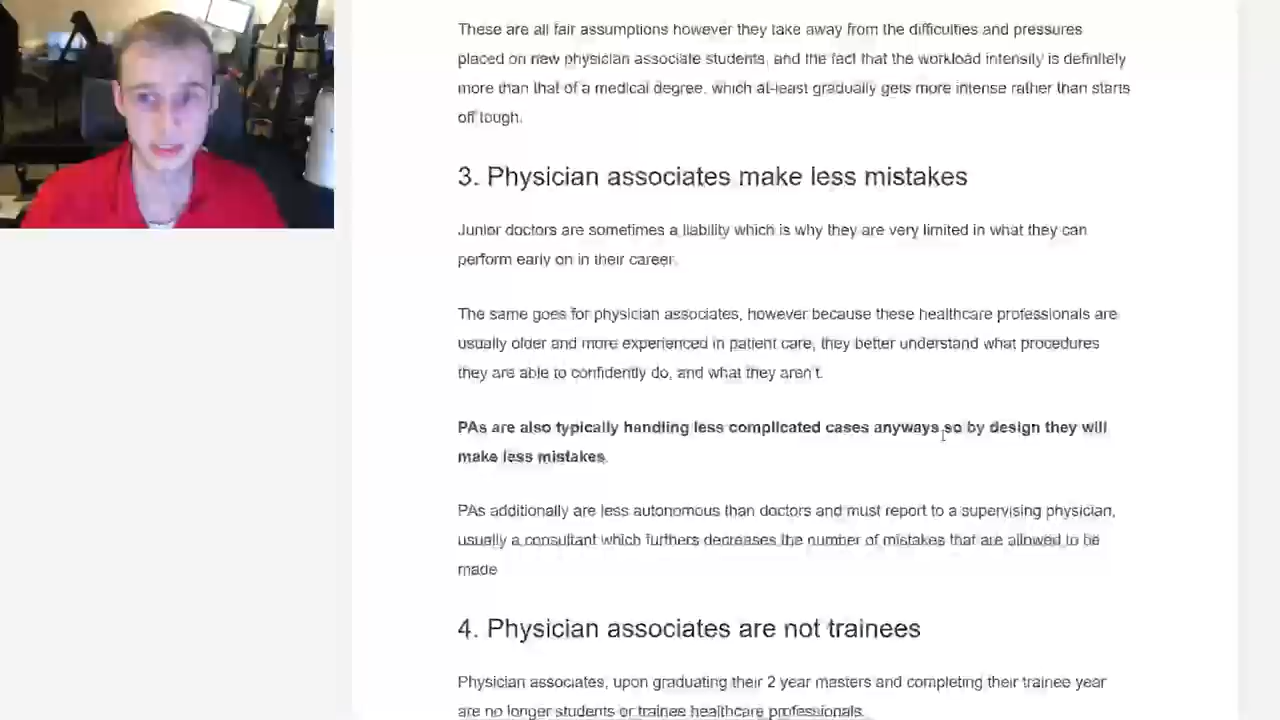 These are all fair assumptions however they take away from the difficulties and pressures
placed on new physician associate students, and the fact that the workload intensity is definitely
more than that of a medical degree, which at-least gradually gets more intense rather than starts
off tough.
3. Physician associates make less mistakes
Junior doctors are sometimes a liability which is why they are very limited in what they can
perform early on in their career.
The same goes for physician associates, however because these healthcare professionals are
usually older and more experienced in patient care, they better understand what procedures
they are able to confidently do, and what they aren't.
PAs are also typically handling less complicated cases anyways so by design they will
make less mistakes.
PAs additionally are less autonomous than doctors and must report to a supervising physician,
usually a consultant which furthers decreases the number of mistakes that are allowed to be
made
4. Physician associates are not trainees
Physician associates, upon graduating their 2 year masters and completing their trainee year
are no longer students or trainee healthcare professionals.